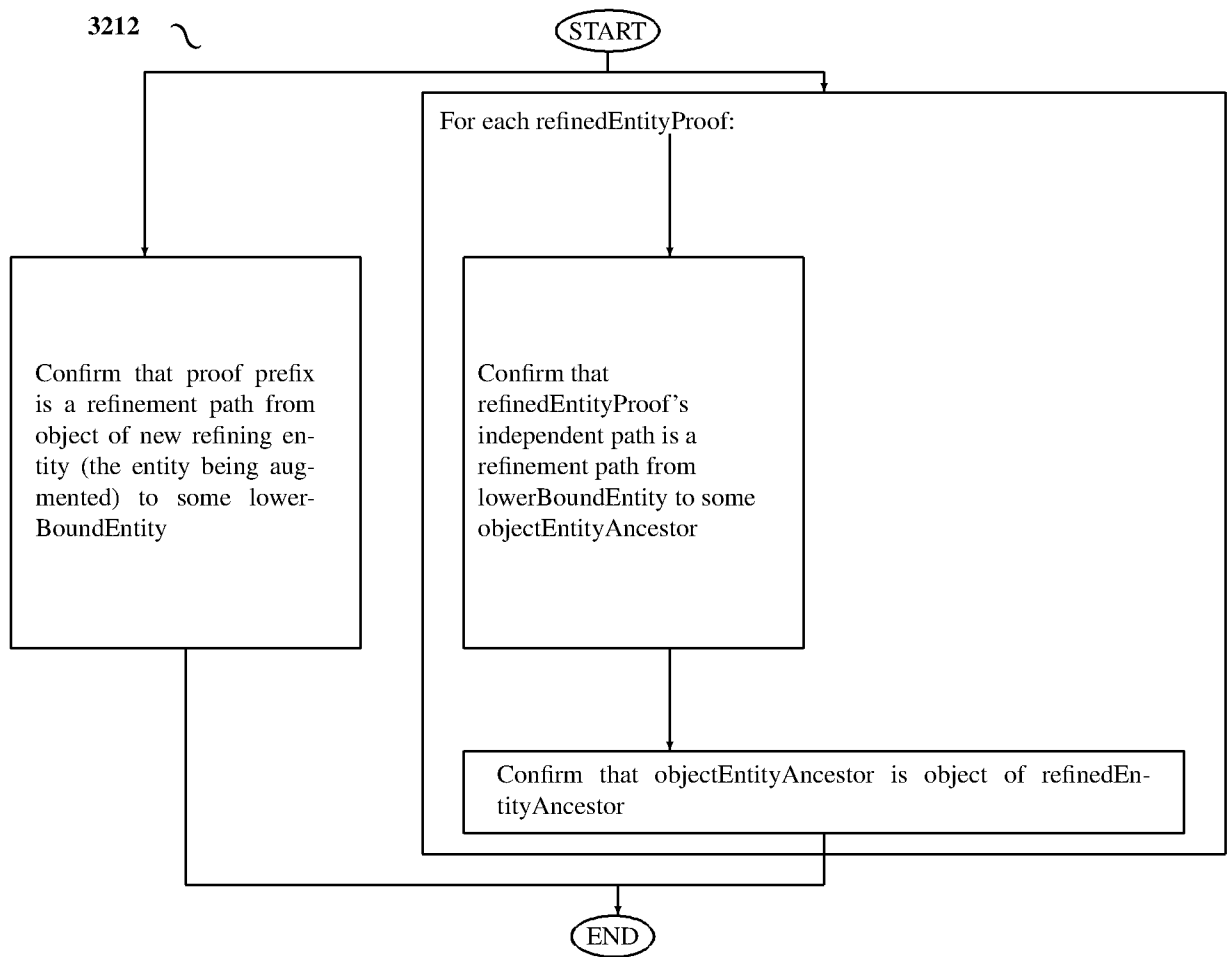 3212
START
For each refinedEntityProof:
Confirm that proof prefix
is a refinement path from
object of new refining en-
tity (the entity being aug-
mented) to some lower-
BoundEntity
Confirm that
refinedEntityProof's
independent path is a
refinement path from
lowerBoundEntity to some
objectEntityAncestor
Confirm that objectEntityAncestor is object of refinedEn-
tityAncestor
END